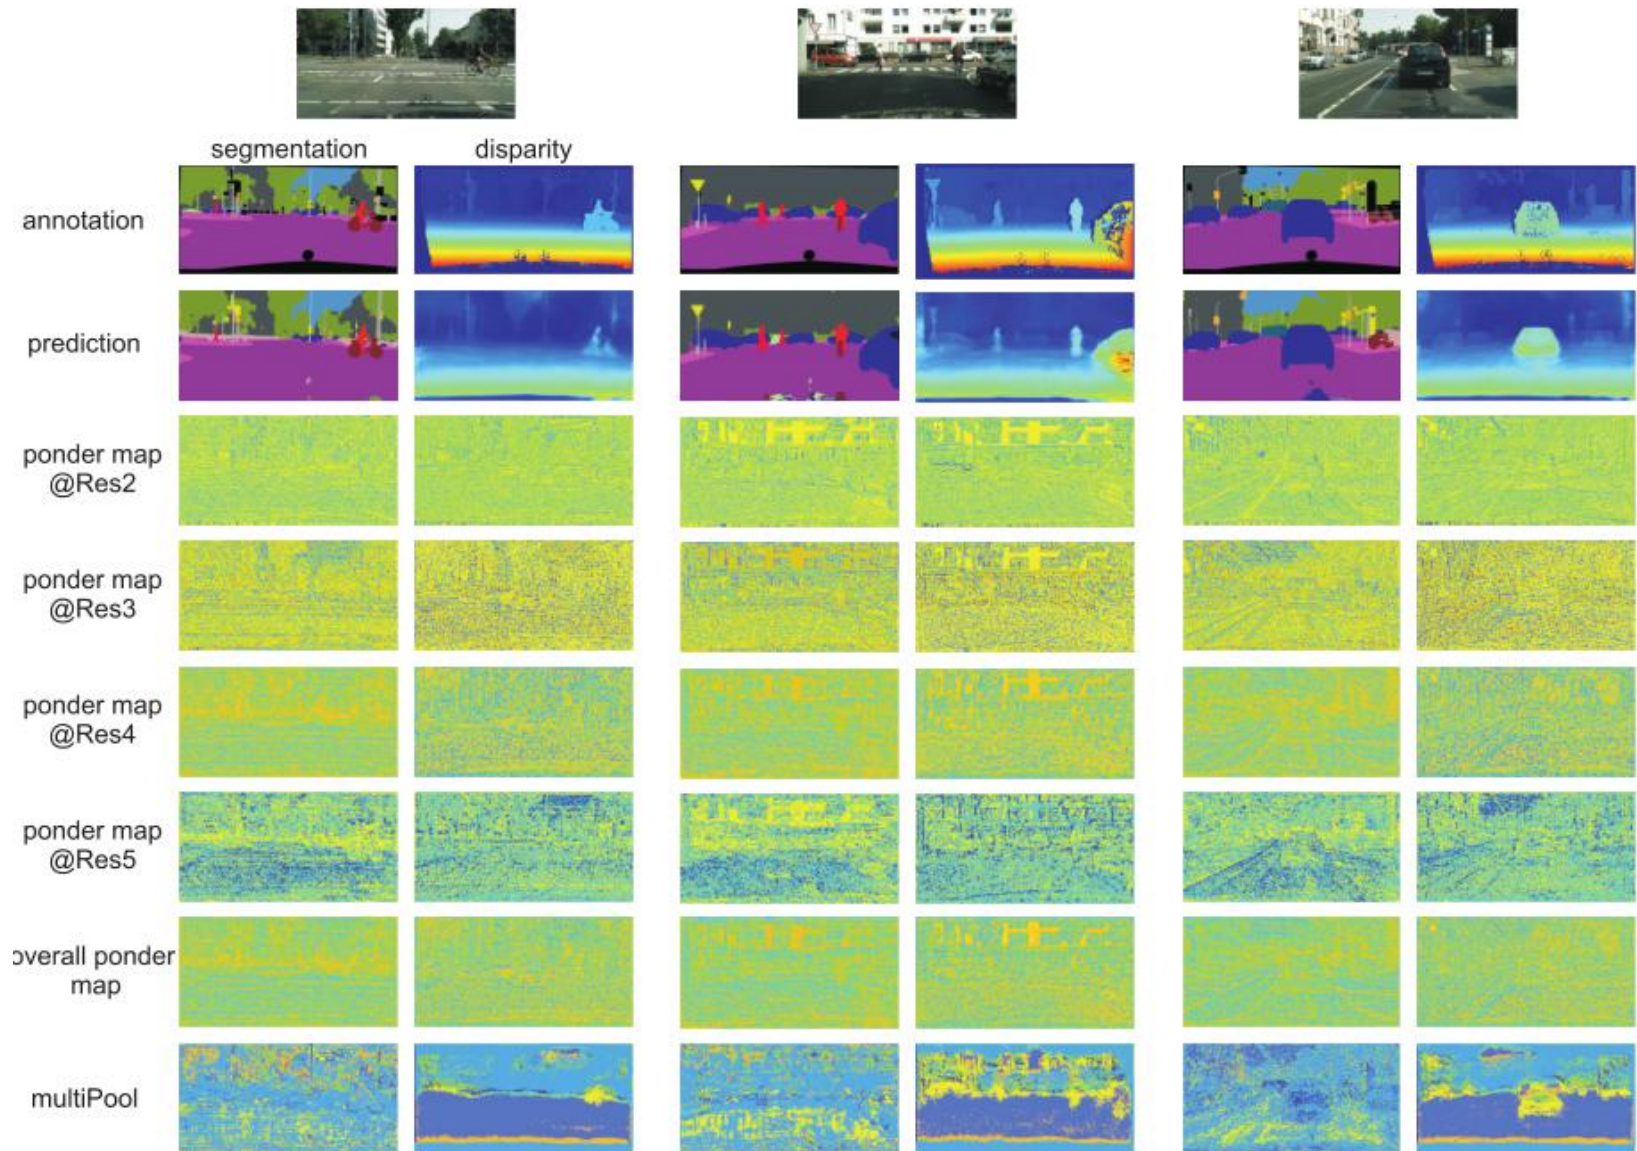 segmentation disparity
annotation
prediction
ponder map
@Res2
ponder map
@Res3
ponder map
@Res4
ponder map
@Res5
overall ponder
map
multiPool